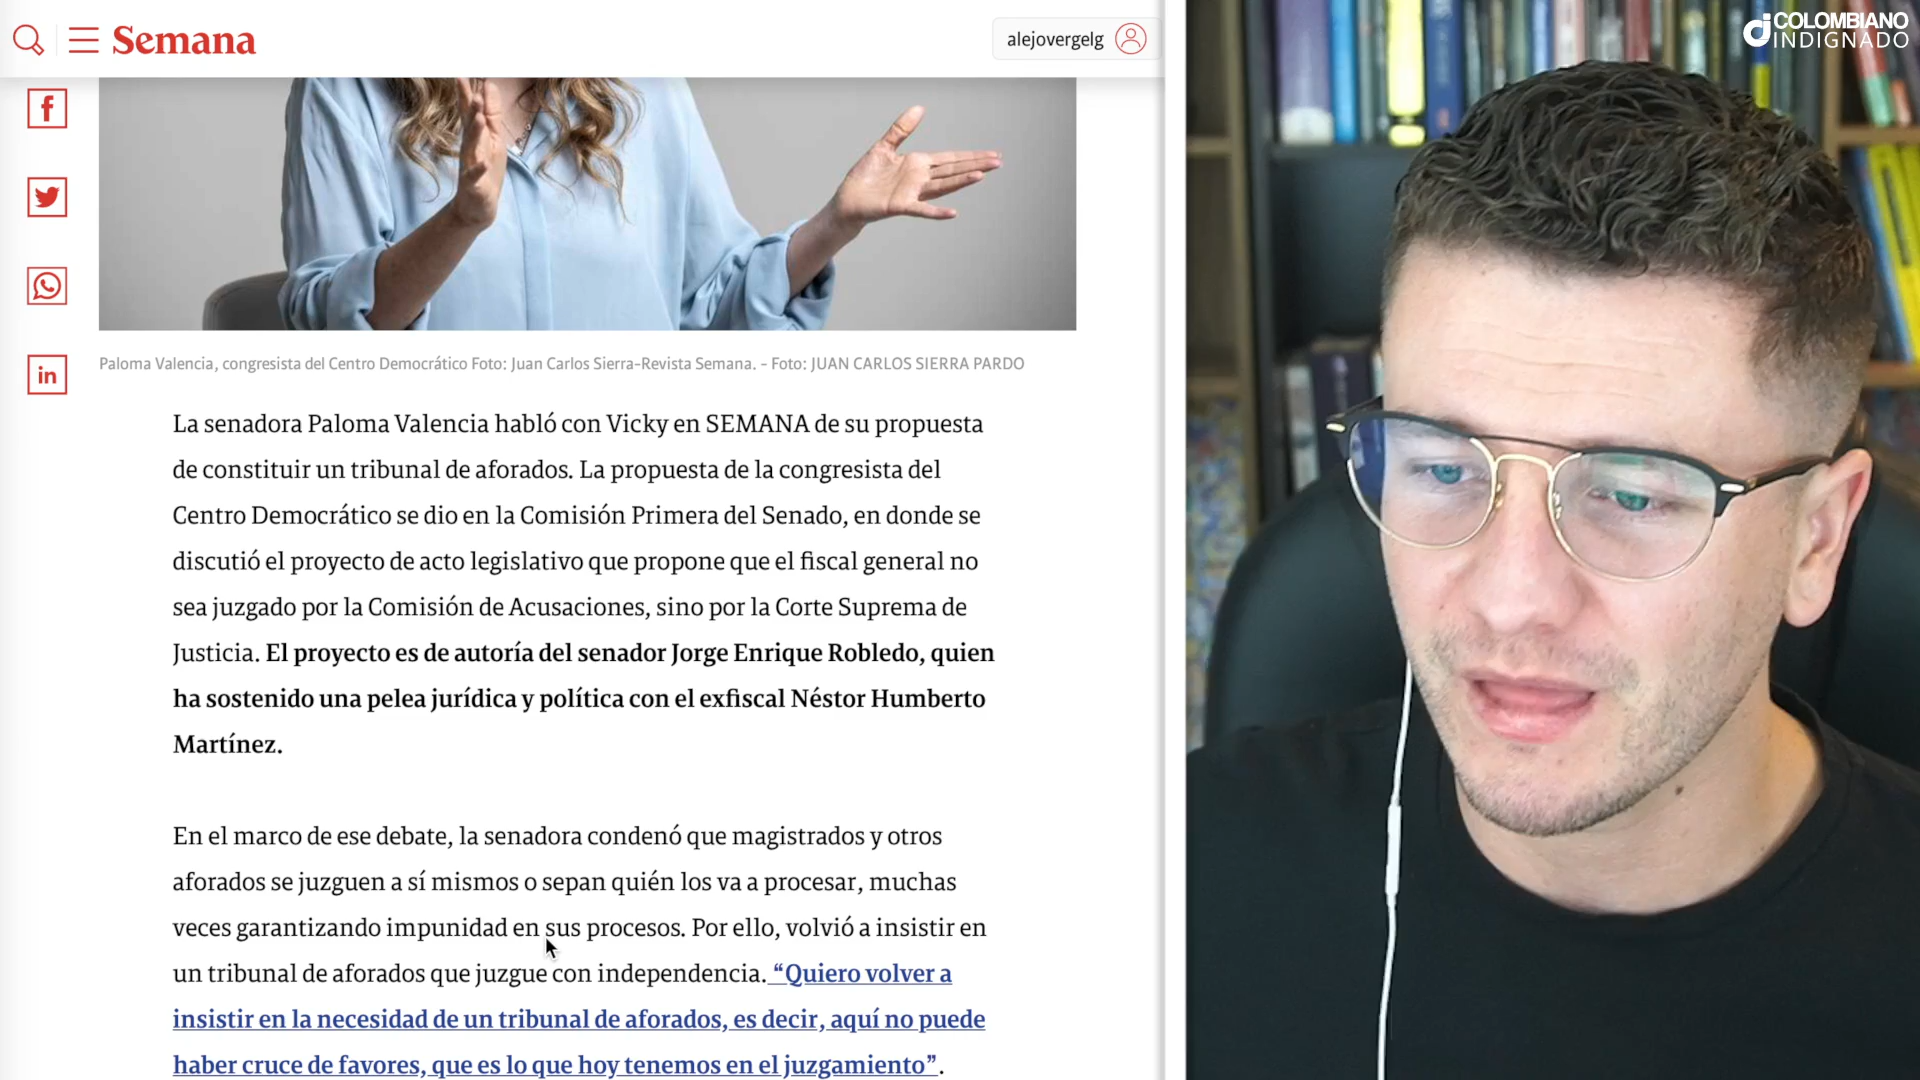 Semana
alejovergelg
COLOMBIANO
INDIGNADO
f
in
Paloma Valencia, congresista del Centro Democrático Foto: Juan Carlos Sierra-Revista Semana. - Foto: JUAN CARLOS SIERRA PARDO
La senadora Paloma Valencia habló con Vicky en SEMANA de su propuesta
de constituir un tribunal de aforados. La propuesta de la congresista del
Centro Democrático se dio en la Comisión Primera del Senado, en donde se
discutió el proyecto de acto legislativo que propone que el fiscal general no
sea juzgado por la Comisión de Acusaciones, sino por la Corte Suprema de
Justicia. El proyecto es de autoría del senador Jorge Enrique Robledo, quien
ha sostenido una pelea jurídica y política con el exfiscal Néstor Humberto
Martínez.
En el marco de ese debate, la senadora condenó que magistrados y otros
aforados se juzguen a sí mismos o sepan quién los va a procesar, muchas
veces garantizando impunidad en sus procesos. Por ello, volvió a insistir en
un tribunal de aforados que juzgue con independencia. “Quiero volver a
insistir en la necesidad de un tribunal de aforados, es decir, aquí no puede
haber cruce de favores, que es lo que hoy tenemos en el juzgamiento”.